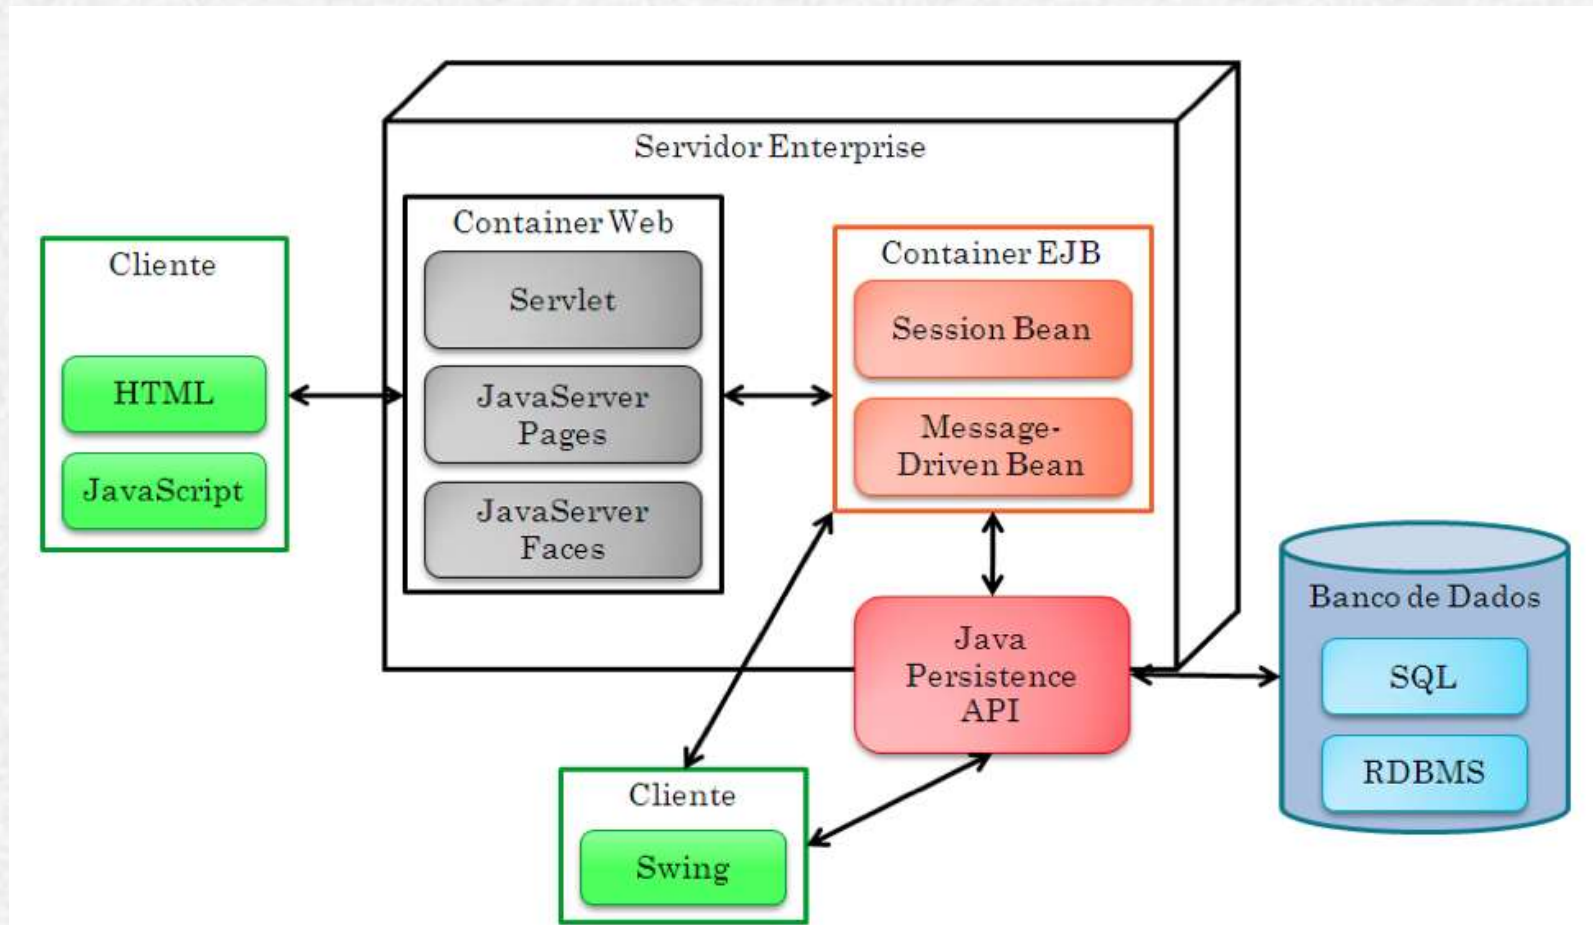 Servidor Enterprise
Cliente
HTML
JavaScript
Container Web
Servlet
JavaServer
Pages
JavaServer
Faces
Container EJB
Session Bean
Message-
Driven Bean
Java
Persistence
API
Banco de Dados
SQL
RDBMS
Cliente
Swing